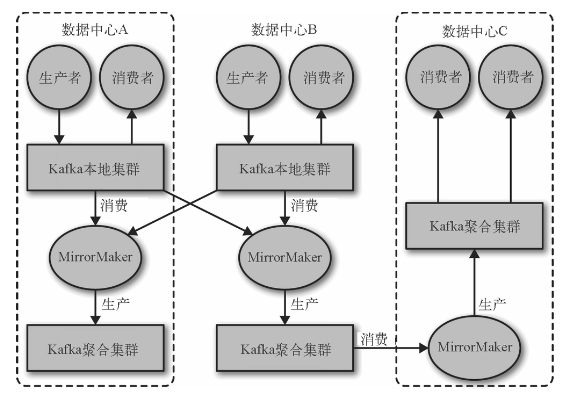 数据中心A
数据中心B
数据中心C
生产者
消费者
生产者
消费者
消费者
消费者
Kafka本地集群
Kafka本地集群
消费
消费
Kafka聚合集群
MirrorMaker
MirrorMaker
生产
生产
生产
Kafka聚合集群
Kafka聚合集群
消费
MirrorMaker